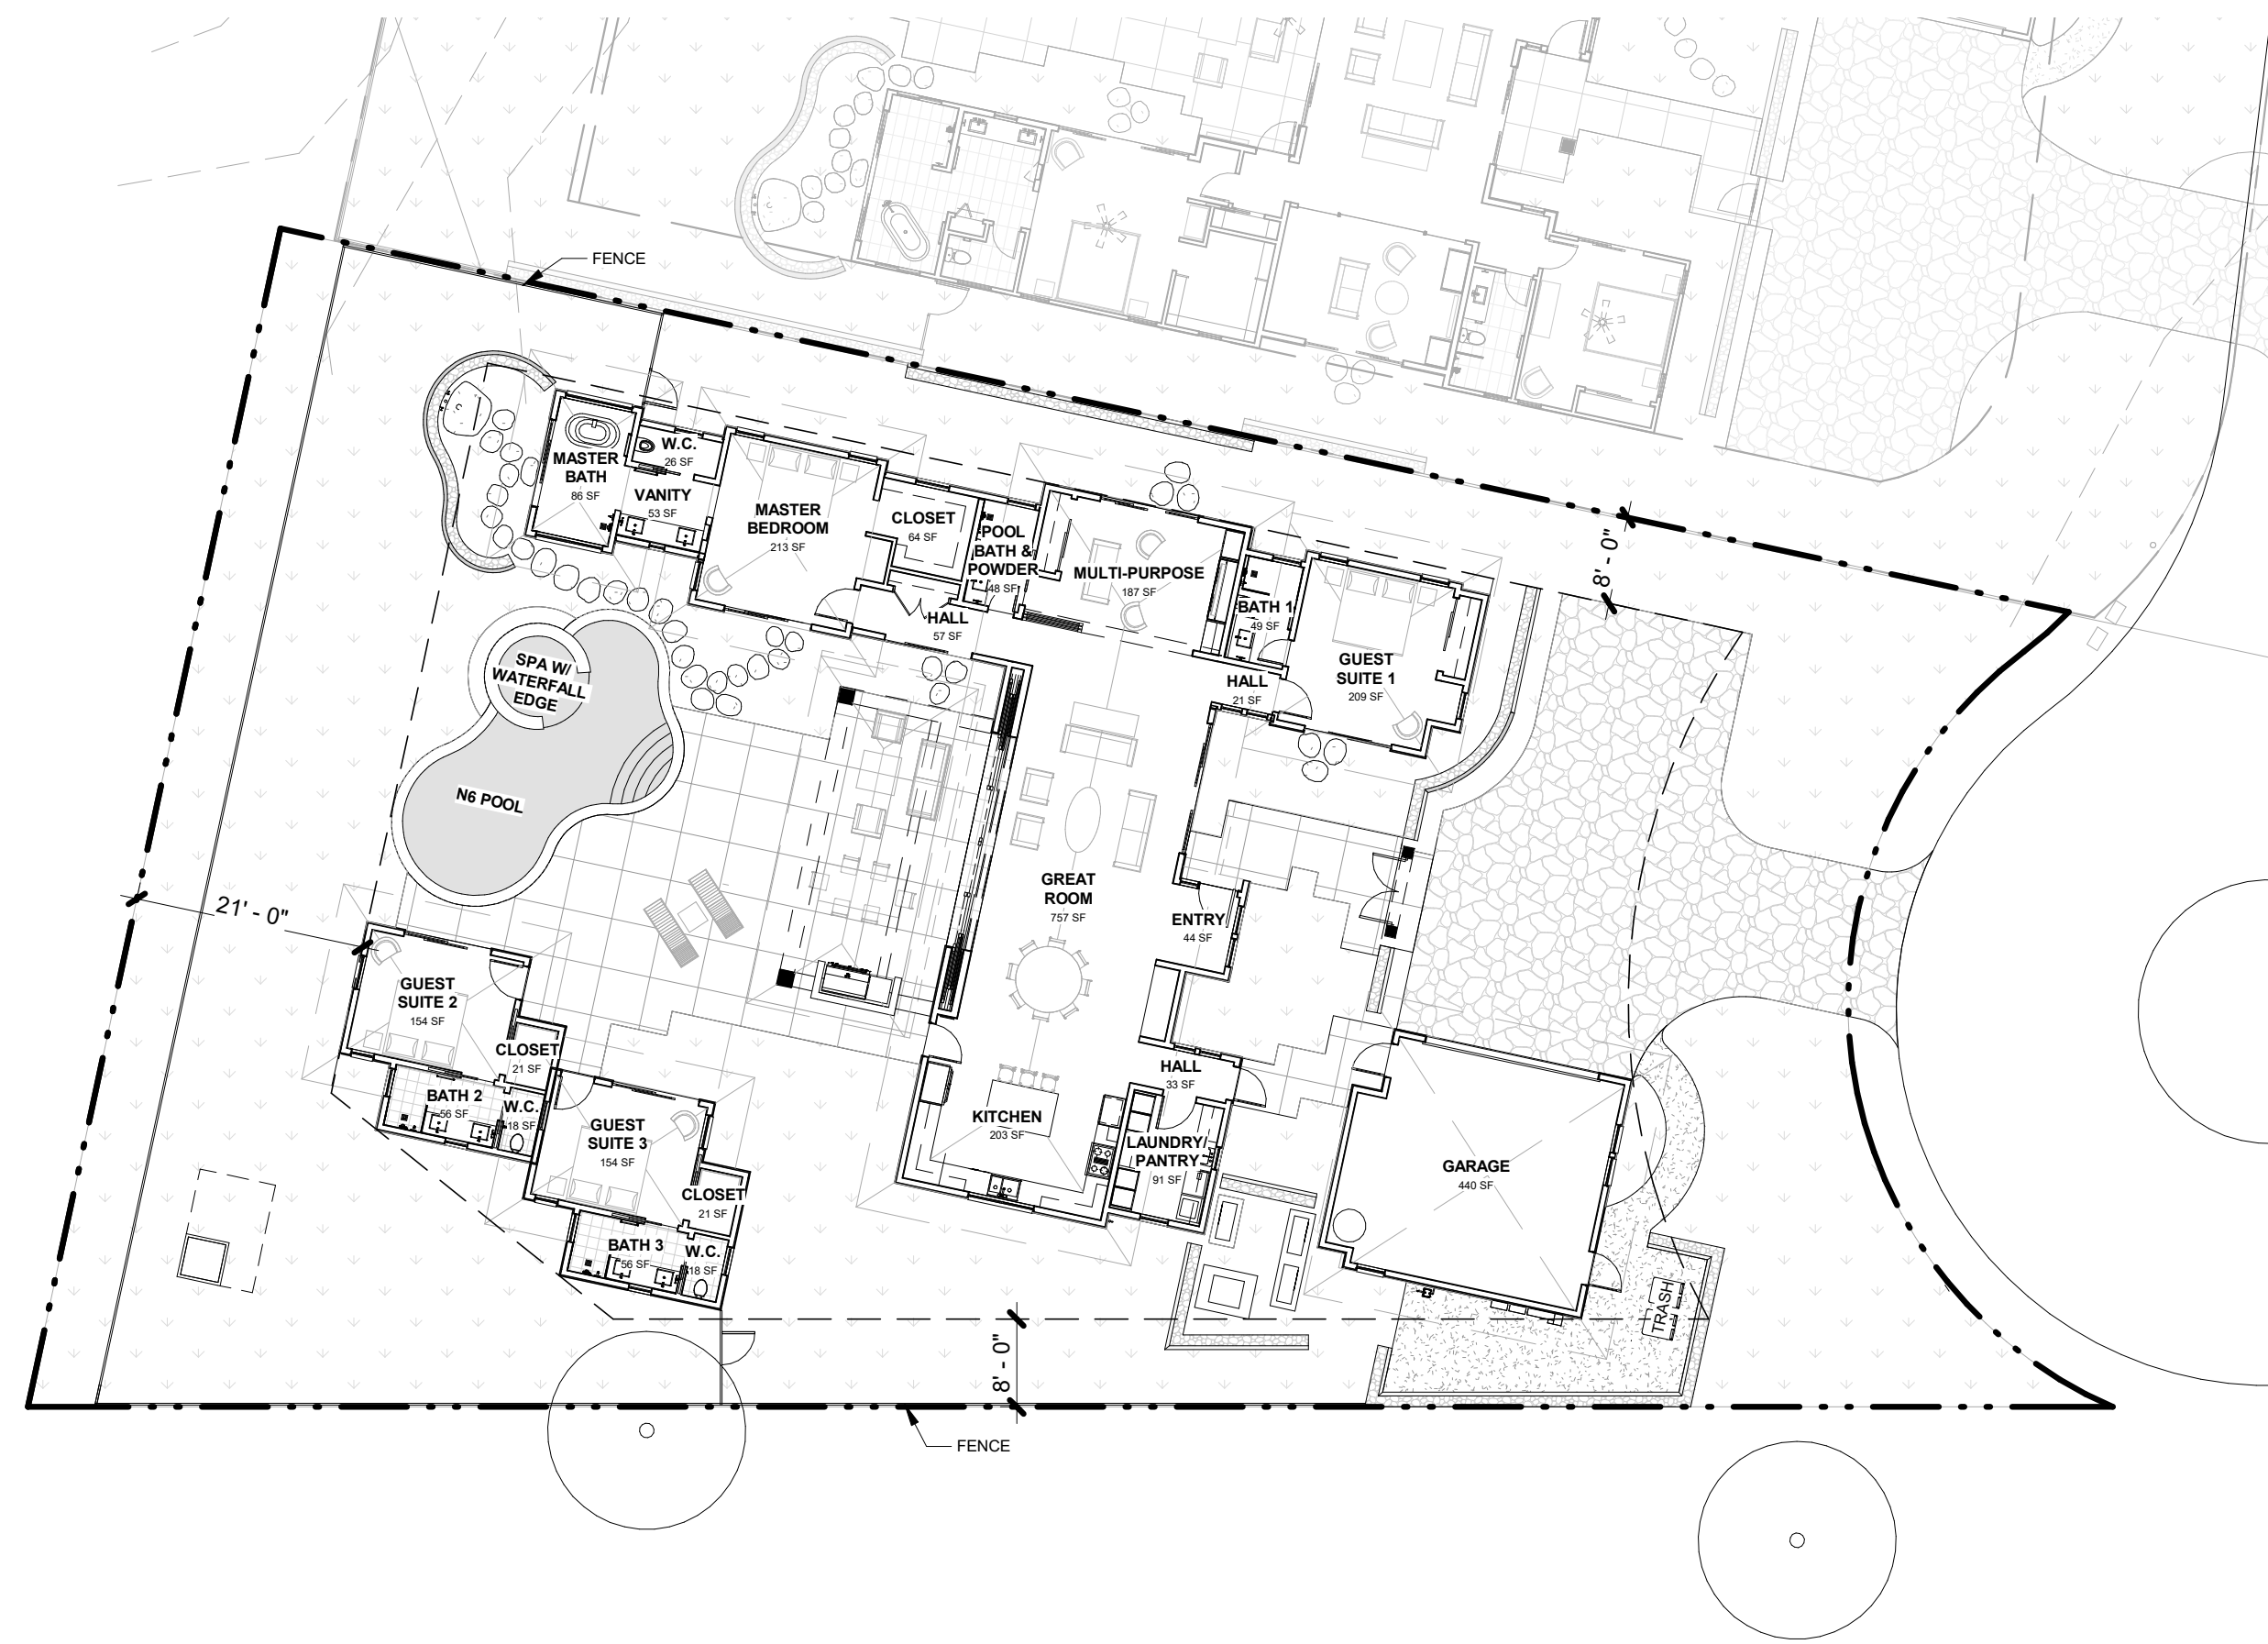 FENCE
MASTER
BATH
86 SF
W.C.
26 SF
VANITY
53 SF
MASTER
BEDROOM
213 SF
CLOSET
64 SF
POOL
BATH &
POWDER
48 SF
HALL
57 SF
MULTI-PURPOSE
187 SF
BATH 1
49 SF
GUEST
SUITE 1
209 SF
HALL
21 SF
8' - 0"
SPA W/
WATERFALL
EDGE
N6 POOL
21' - 0"
GREAT
ROOM
757 SF
ENTRY
44 SF
GUEST
SUITE 2
154 SF
CLOSET
21 SF
BATH 2
56 SF
W.C.
18 SF
GUEST
SUITE 3
154 SF
CLOSET
21 SF
BATH 3
56 SF
W.C.
18 SF
KITCHEN
203 SF
HALL
33 SF
LAUNDRY/
PANTRY
91 SF
GARAGE
440 SF
TRASH
8' - 0"
FENCE